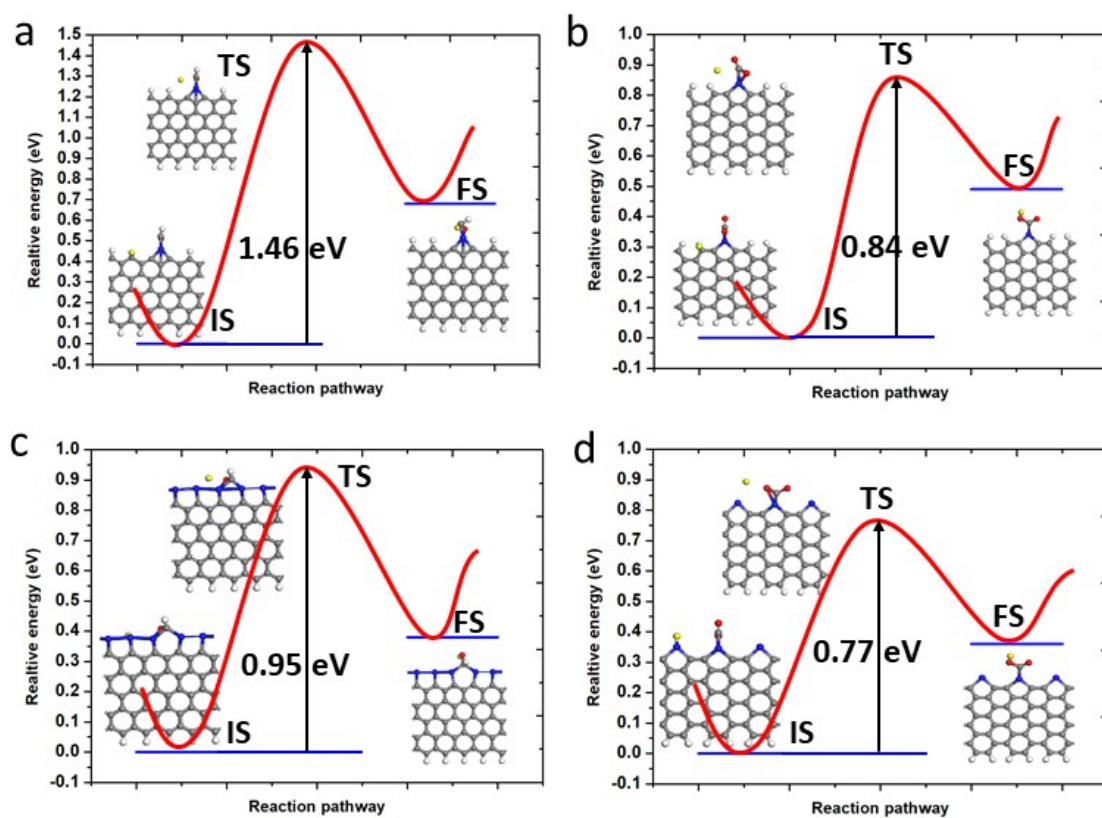 a
Realtive energy (eV)
1.5
1.4
1.3
1.2
1.1
1.0
0.9
0.8
0.7
0.6
0.5
0.4
0.3
0.2
0.1
0.0
-0.1
TS
FS
1.46 eV
IS
Reaction pathway
b
Realtive energy (eV)
1.0
0.9
0.8
0.7
0.6
0.5
0.4
0.3
0.2
0.1
0.0
-0.1
TS
FS
0.84 eV
IS
Reaction pathway
c
Realtive energy (eV)
1.0
0.9
0.8
0.7
0.6
0.5
0.4
0.3
0.2
0.1
0.0
-0.1
TS
FS
0.95 eV
IS
Reaction pathway
d
Realtive energy (eV)
1.0
0.9
0.8
0.7
0.6
0.5
0.4
0.3
0.2
0.1
0.0
-0.1
TS
FS
0.77 eV
IS
Reaction pathway